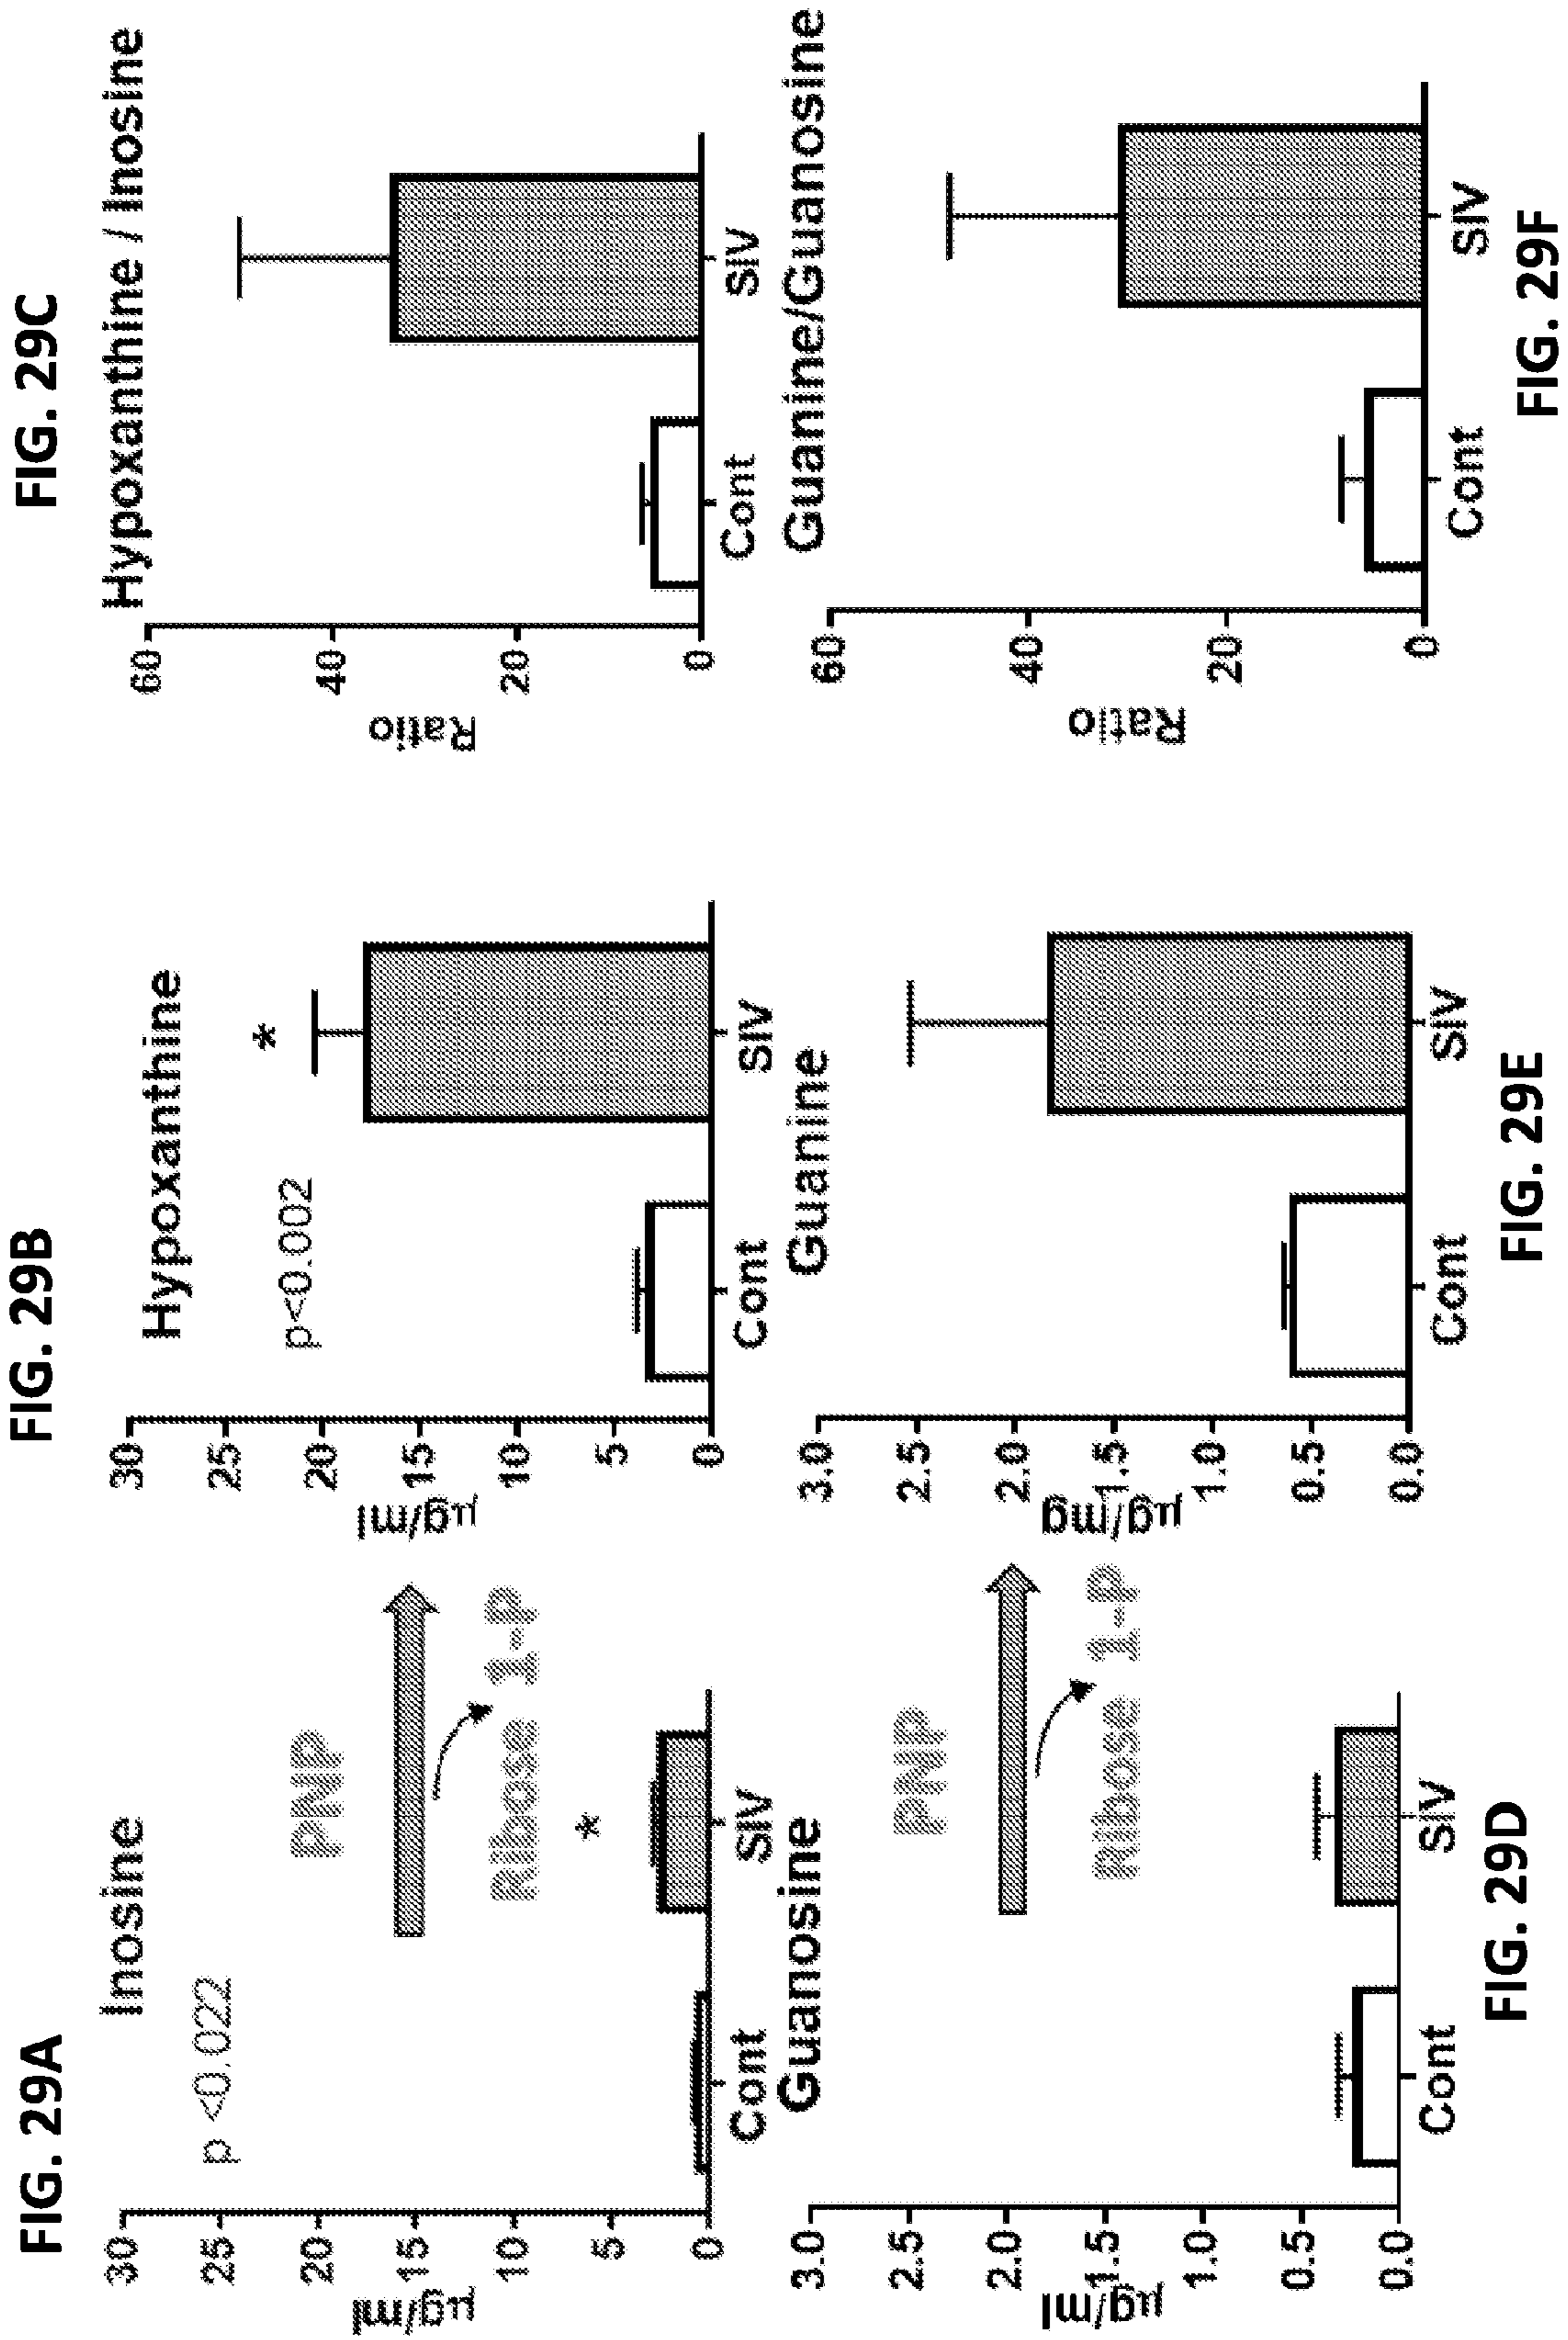 FIG. 29A
Inosine
p <0.022
30
25
20
15
10
5
0
µg/ml
PNP
Ribose 1-P
*
Cont
SIV
FIG. 29B
Hypoxanthine
p<0.002
*
30
25
20
15
10
5
0
µg/ml
Cont
SIV
FIG. 29C
Hypoxanthine / Inosine
60
40
20
0
Ratio
Cont
SIV
Guanosine
3.0
2.5
2.0
1.5
1.0
0.5
0.0
µg/ml
PNP
Ribose 1-P
Cont
SIV
FIG. 29D
Guanine
3.0
2.5
2.0
1.5
1.0
0.5
0.0
µg/mg
Cont
SIV
FIG. 29E
Guanine/Guanosine
60
40
20
0
Ratio
Cont
SIV
FIG. 29F